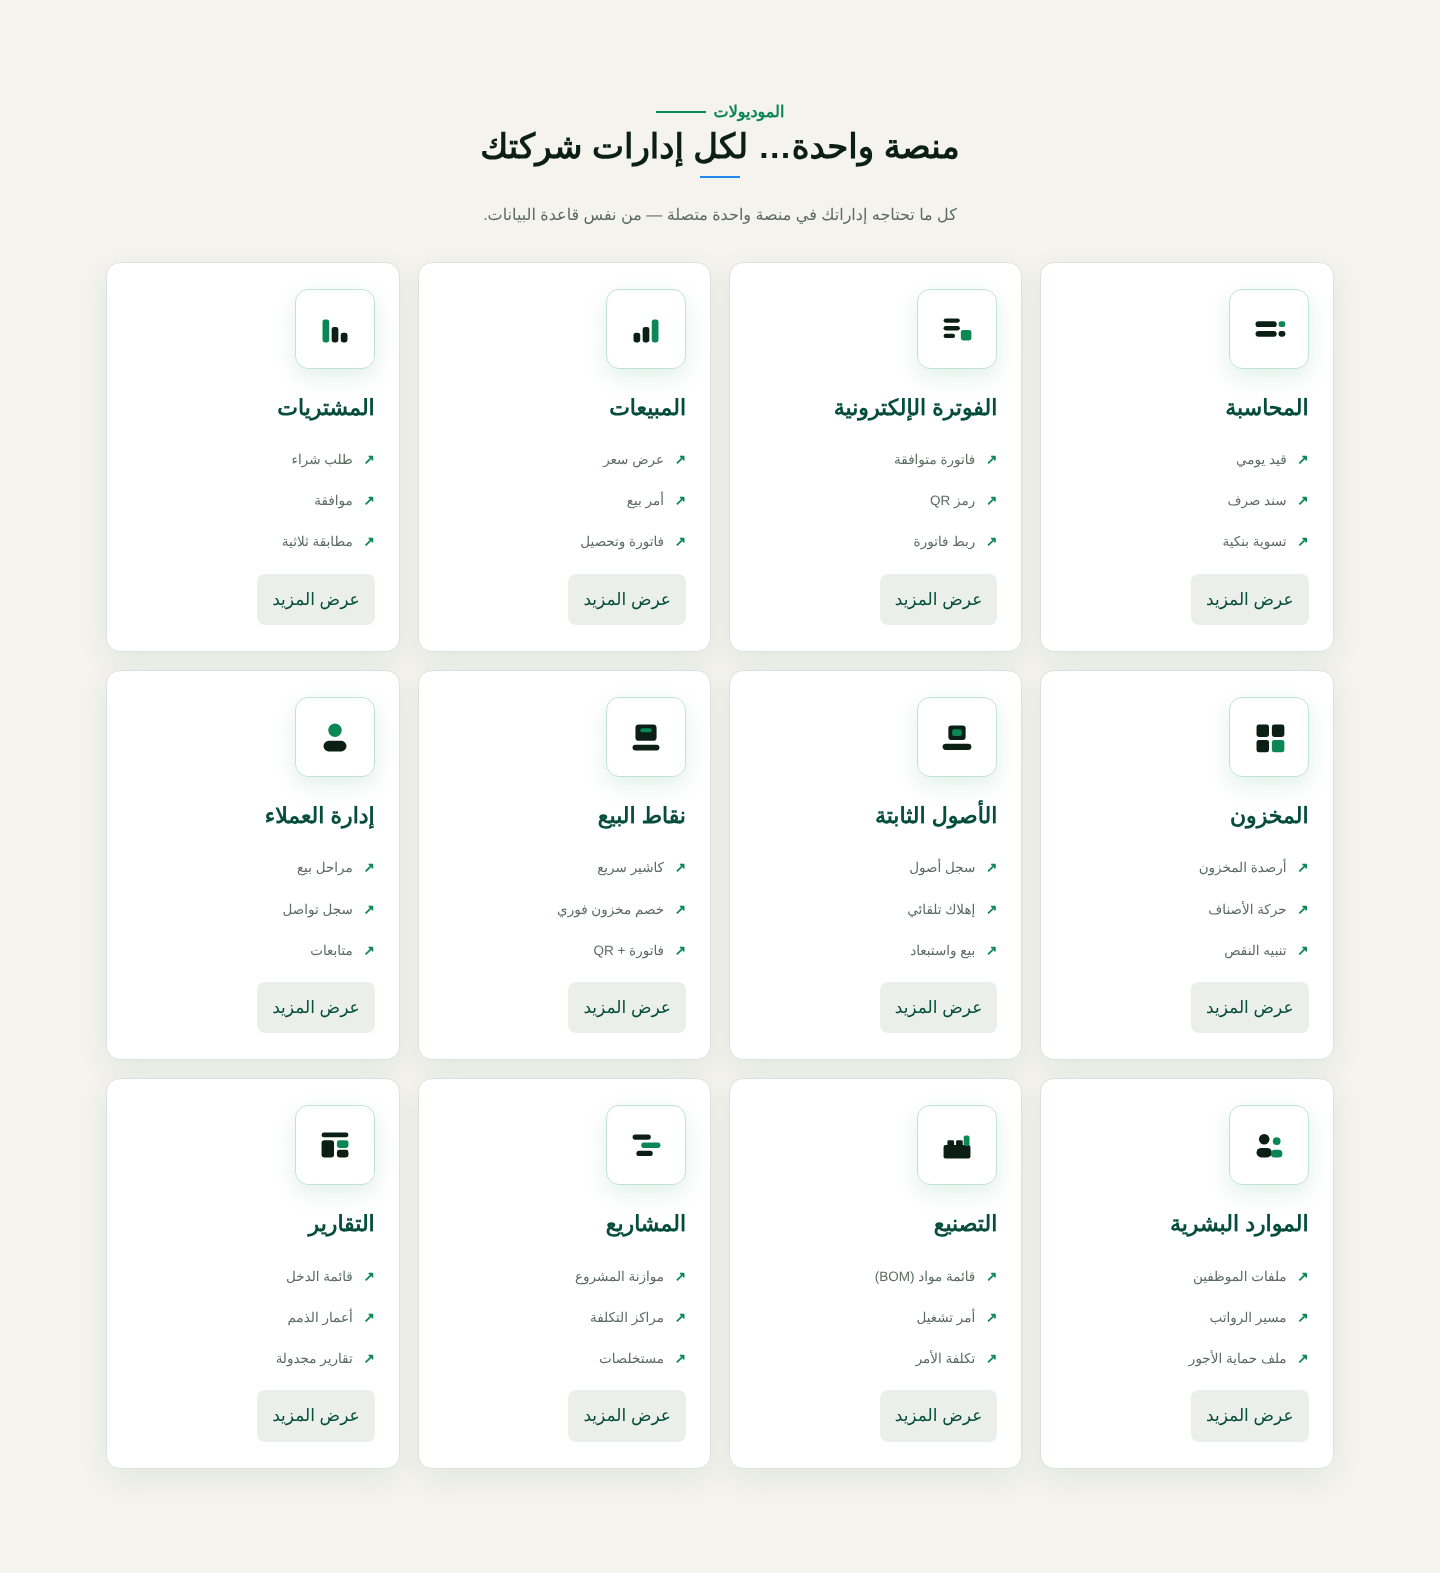 الموديولات
منصة واحدة... لكل إدارات شركتك
كل ما تحتاجه إداراتك في منصة واحدة متصلة — من نفس قاعدة البيانات.
المحاسبة
قيد يومي
سند صرف
تسوية بنكية
عرض المزيد
الفوترة الإلكترونية
فاتورة متوافقة
رمز QR
ربط فاتورة
عرض المزيد
المبيعات
عرض سعر
أمر بيع
فاتورة وتحصيل
عرض المزيد
المشتريات
طلب شراء
موافقة
مطابقة ثلاثية
عرض المزيد
المخزون
أرصدة المخزون
حركة الأصناف
تنبيه النقص
عرض المزيد
الأصول الثابتة
سجل أصول
إهلاك تلقائي
بيع واستبعاد
عرض المزيد
نقاط البيع
كاشير سريع
خصم مخزون فوري
فاتورة + QR
عرض المزيد
إدارة العملاء
مراحل بيع
سجل تواصل
متابعات
عرض المزيد
الموارد البشرية
ملفات الموظفين
مسير الرواتب
ملف حماية الأجور
عرض المزيد
التصنيع
قائمة مواد (BOM)
أمر تشغيل
تكلفة الأمر
عرض المزيد
المشاريع
موازنة المشروع
مراكز التكلفة
مستخلصات
عرض المزيد
التقارير
قائمة الدخل
أعمار الذمم
تقارير مجدولة
عرض المزيد